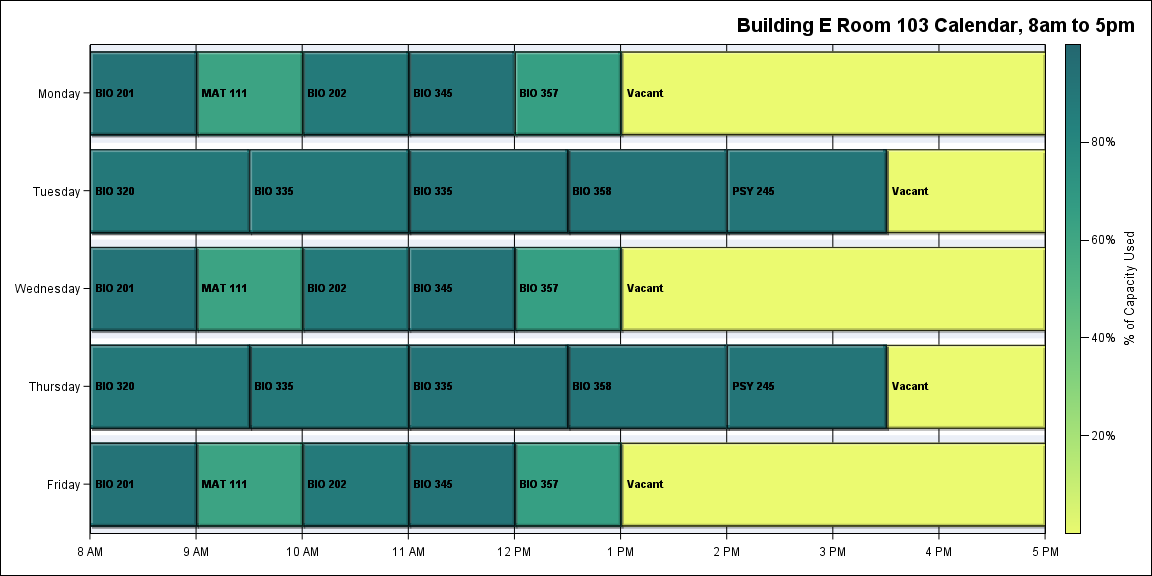 Building E Room 103 Calendar, 8am to 5pm
Monday
BIO 201
MAT 111
BIO 202
BIO 345
BIO 357
Vacant
Tuesday
BIO 320
BIO 335
BIO 335
BIO 358
PSY 245
Vacant
Wednesday
BIO 201
MAT 111
BIO 202
BIO 345
BIO 357
Vacant
Thursday
BIO 320
BIO 335
BIO 335
BIO 358
PSY 245
Vacant
Friday
BIO 201
MAT 111
BIO 202
BIO 345
BIO 357
Vacant
8 AM
9 AM
10 AM
11 AM
12 PM
1 PM
2 PM
3 PM
4 PM
5 PM
80%
60%
40%
20%
% of Capacity Used